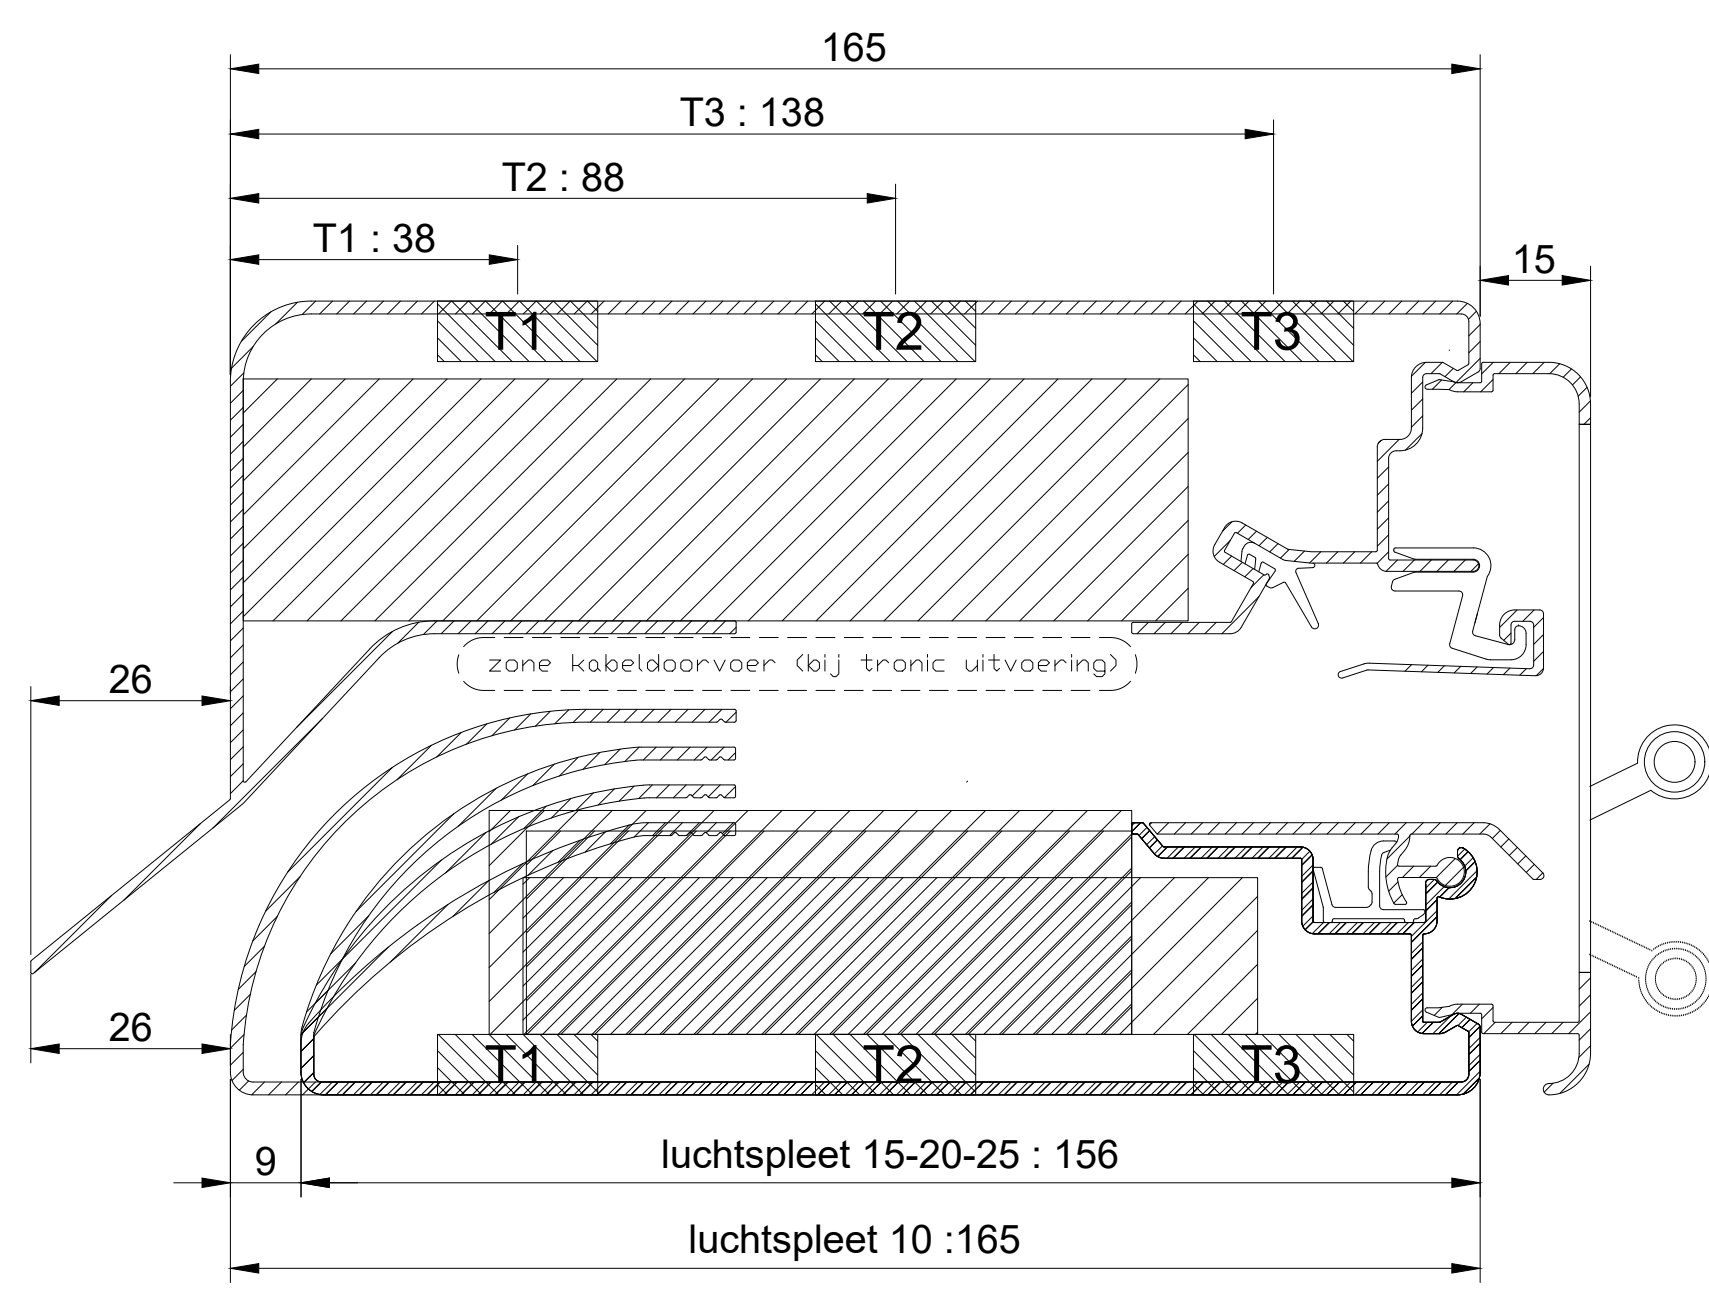 165
T3 : 138
T2 : 88
T1 : 38
15
T1 T2 T3
zone kabeldoorvoer (bij tronic uitvoering)
26
26
T1 T2 T3
9
luchtspleet 15-20-25 : 156
luchtspleet 10 :165